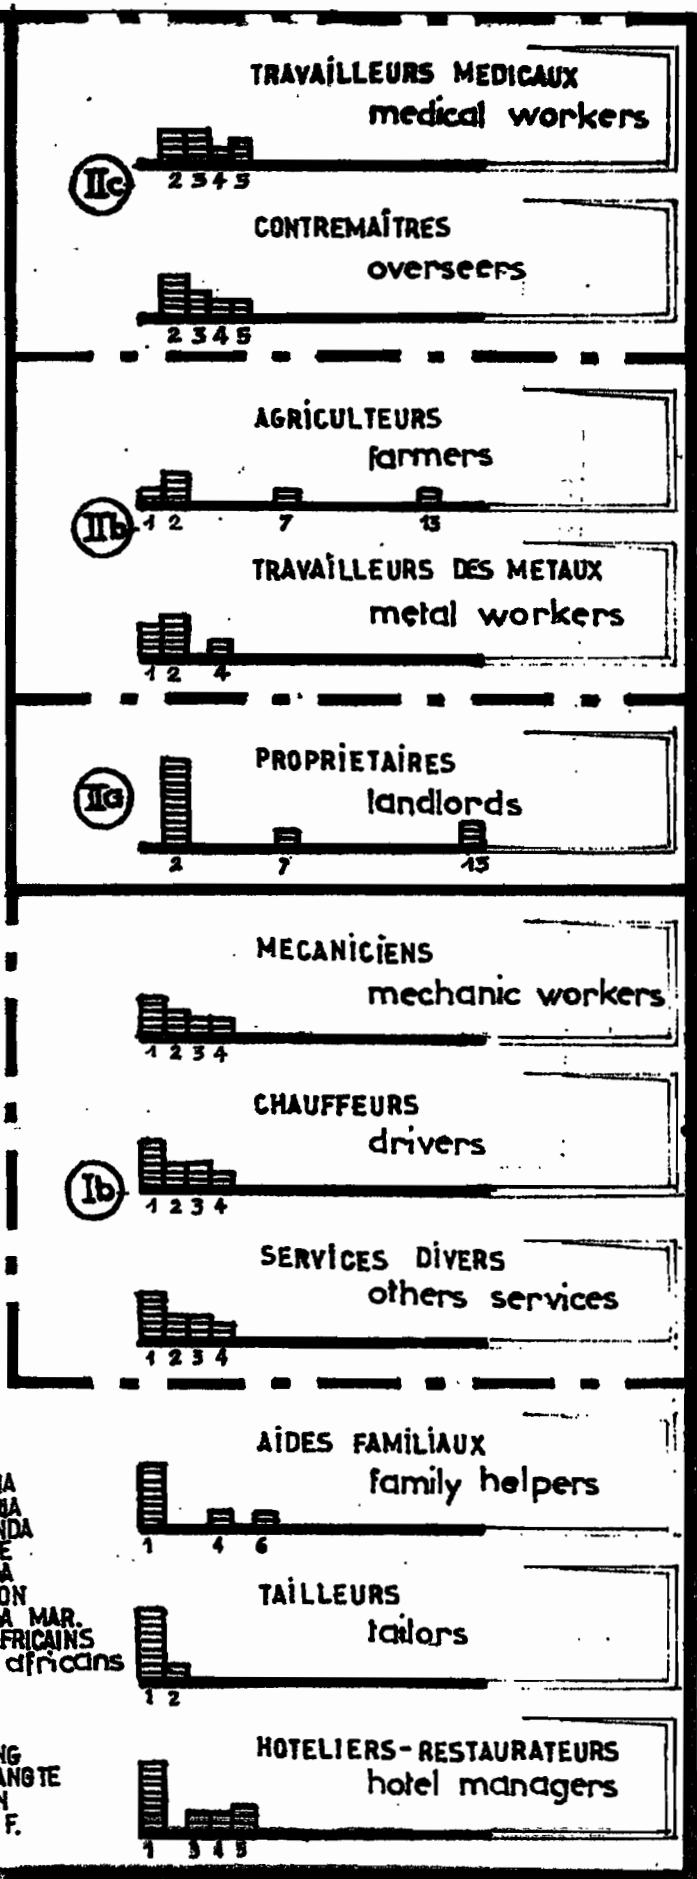 TRAVAILLEURS MEDICAUX
medical workers
IIc
2 3 4 5
CONTREMAÎTRES
overseers
2 3 4 5
AGRICULTEURS
farmers
IIb
1 2 7 13
TRAVAILLEURS DES METAUX
metal workers
1 2 4
PROPRIETAIRES
IIa
landlords
2 7 13
MECANICIENS
mechanic workers
1 2 3 4
CHAUFFEURS
drivers
Ib
1 2 3 4
SERVICES DIVERS
others services
1 2 3 4
AIDES FAMILIAUX
family helpers
1 4 6
TAILLEURS
tailors
MAR.
africans
1 2
HOTELIERS-RESTAURATEURS
hotel managers
F.
1 3 4 5